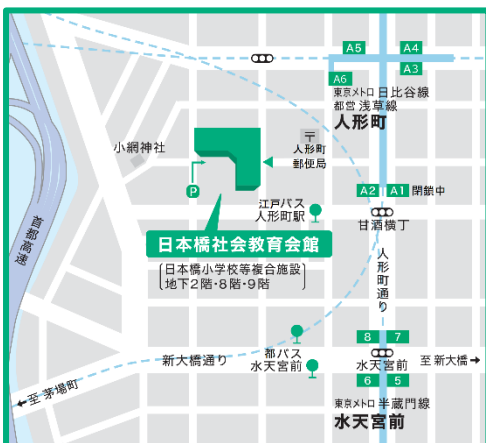 A5
A4
A3
A6
東京メトロ 日比谷線
都営 浅草線
人形町
〒
人形町
郵便局
小網神社
P
A2
A1 閉鎖中
江戸バス
人形町駅
甘酒横丁
日本橋社会教育会館
日本橋小学校等複合施設
地下2階・8階・9階
人形町通り
首都高速
8
7
都バス
水天宮前
新大橋通り
水天宮前
至 新大橋→
6
5
←至 茅場町
東京メトロ 半蔵門線
水天宮前